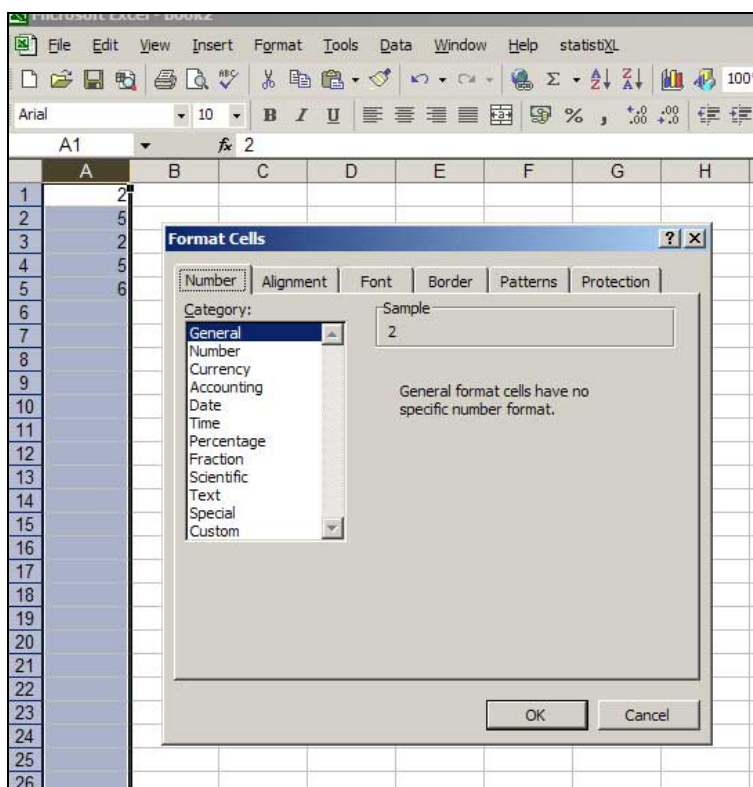 Microsoft Excel - Book2
File Edit View Insert Format Tools Data Window Help statistiXL
Arial 10 B I U % ,
A1 fx 2
A B C D E F G H
1 2
2 5
3 2
4 5
5 6
6
7
8
9
10
11
12
13
14
15
16
17
18
19
20
21
22
23
24
25
26
Format Cells
Number Alignment Font Border Patterns Protection
Category:
General
Number
Currency
Accounting
Date
Time
Percentage
Fraction
Scientific
Text
Special
Custom
Sample
2
General format cells have no
specific number format.
OK Cancel